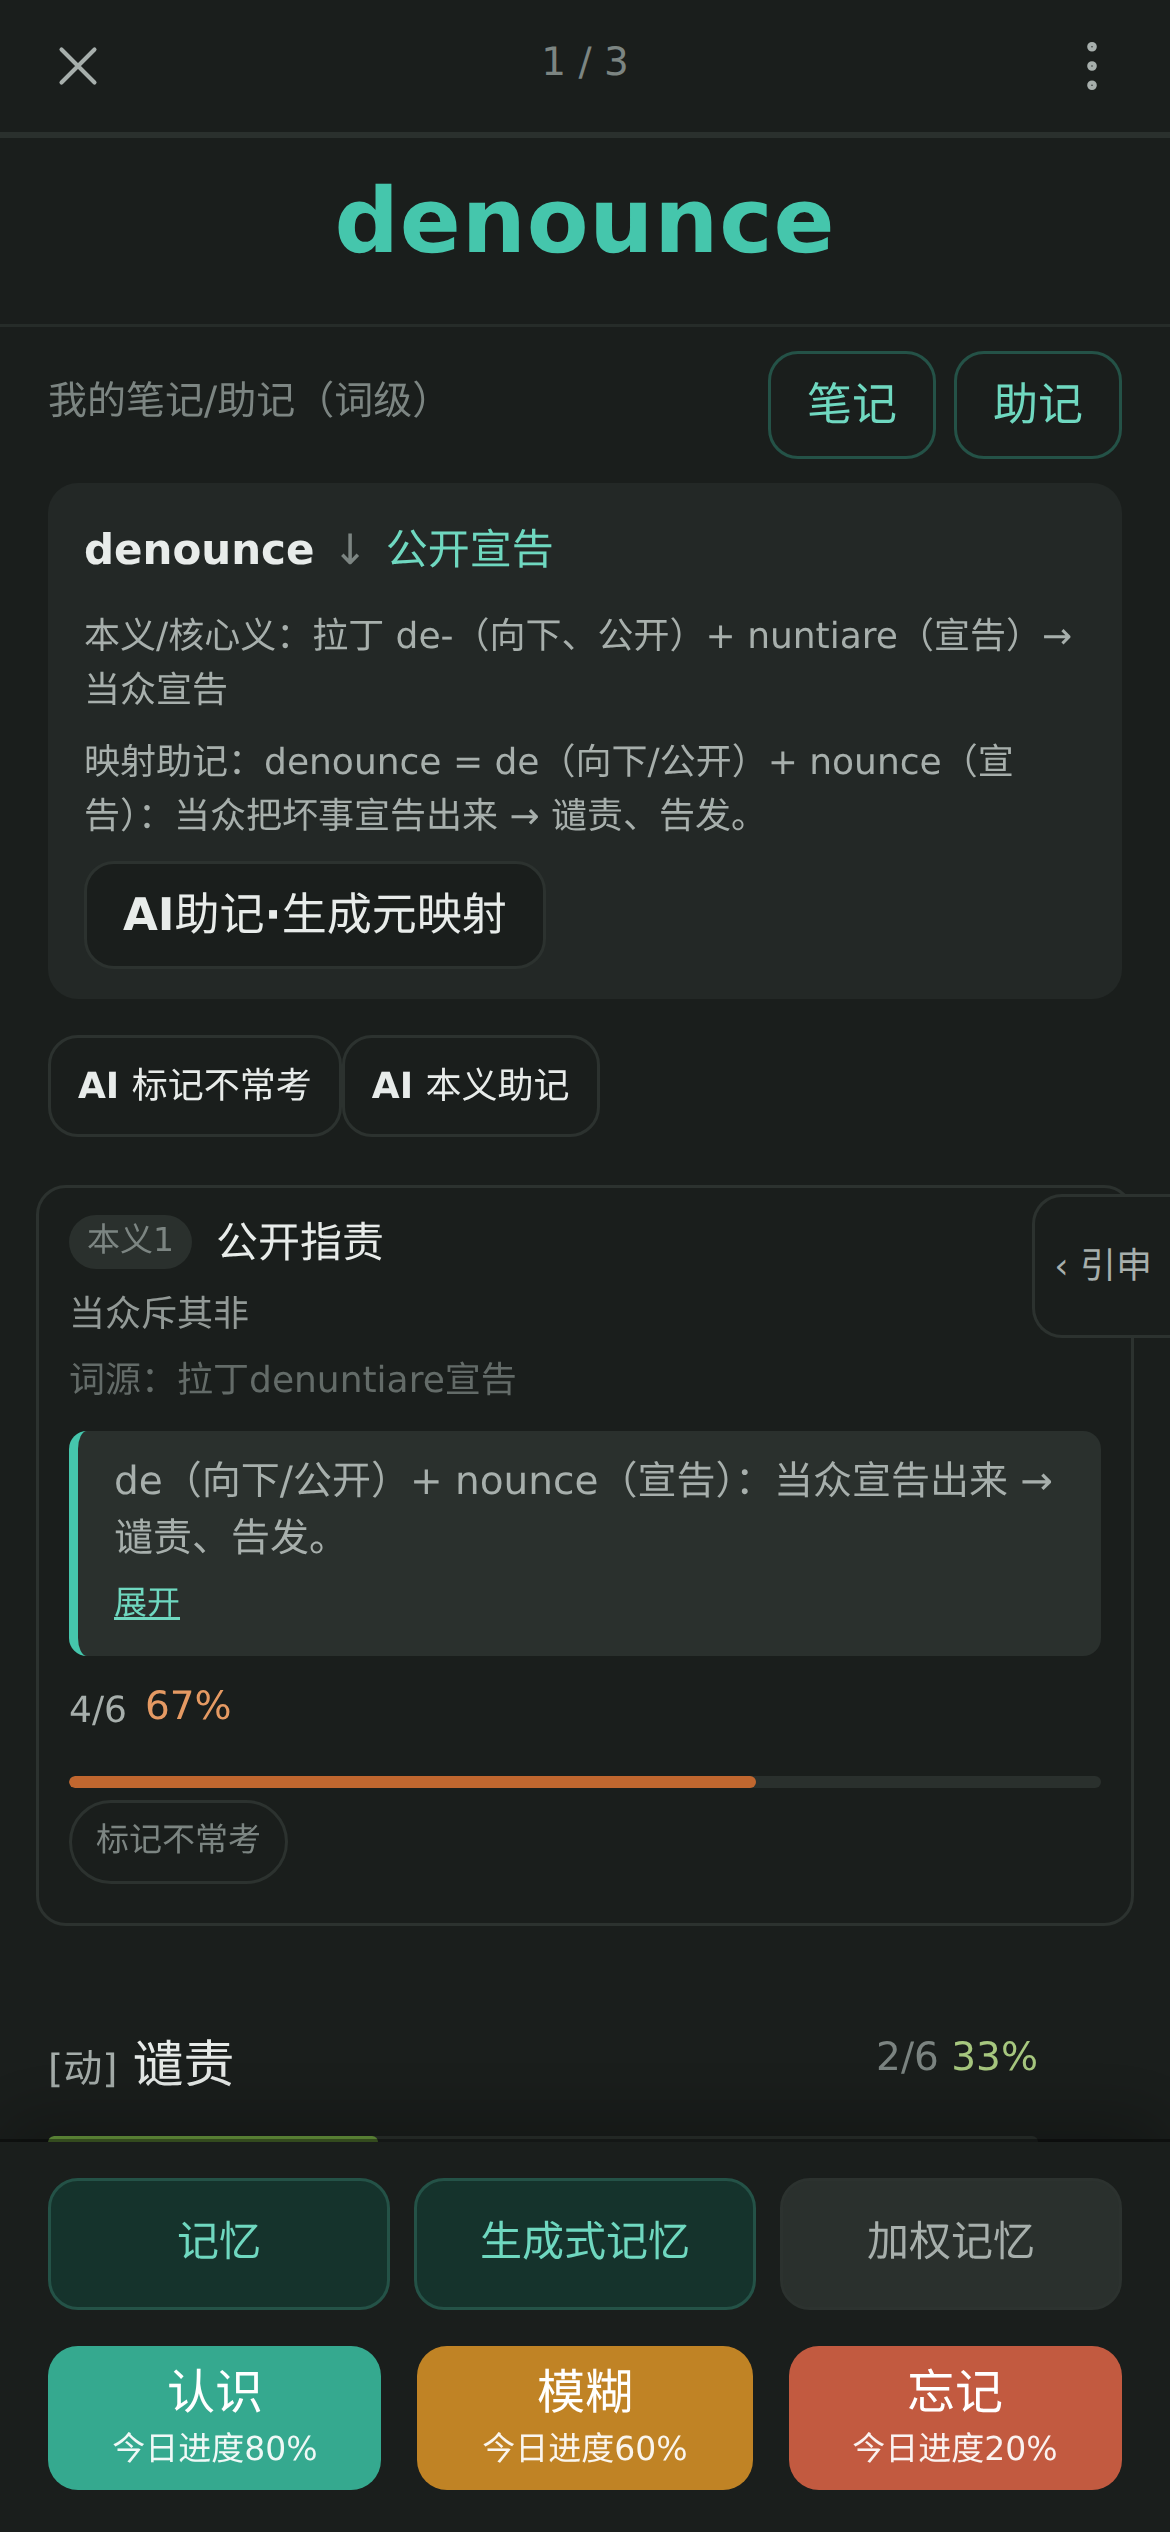 1 / 3
denounce
我的笔记/助记（词级）
笔记
助记
denounce ↓ 公开宣告
本义/核心义：拉丁 de-（向下、公开）+ nuntiare（宣告）→
当众宣告
映射助记：denounce = de（向下/公开）+ nounce（宣
告）：当众把坏事宣告出来 → 谴责、告发。
AI助记·生成元映射
AI 标记不常考
AI 本义助记
本义1 公开指责
‹ 引申
当众斥其非
词源：拉丁denuntiare宣告
de（向下/公开）+ nounce（宣告）：当众宣告出来 →
谴责、告发。
展开
4/6 67%
标记不常考
[动] 谴责
2/6 33%
记忆
生成式记忆
加权记忆
认识
今日进度80%
模糊
今日进度60%
忘记
今日进度20%